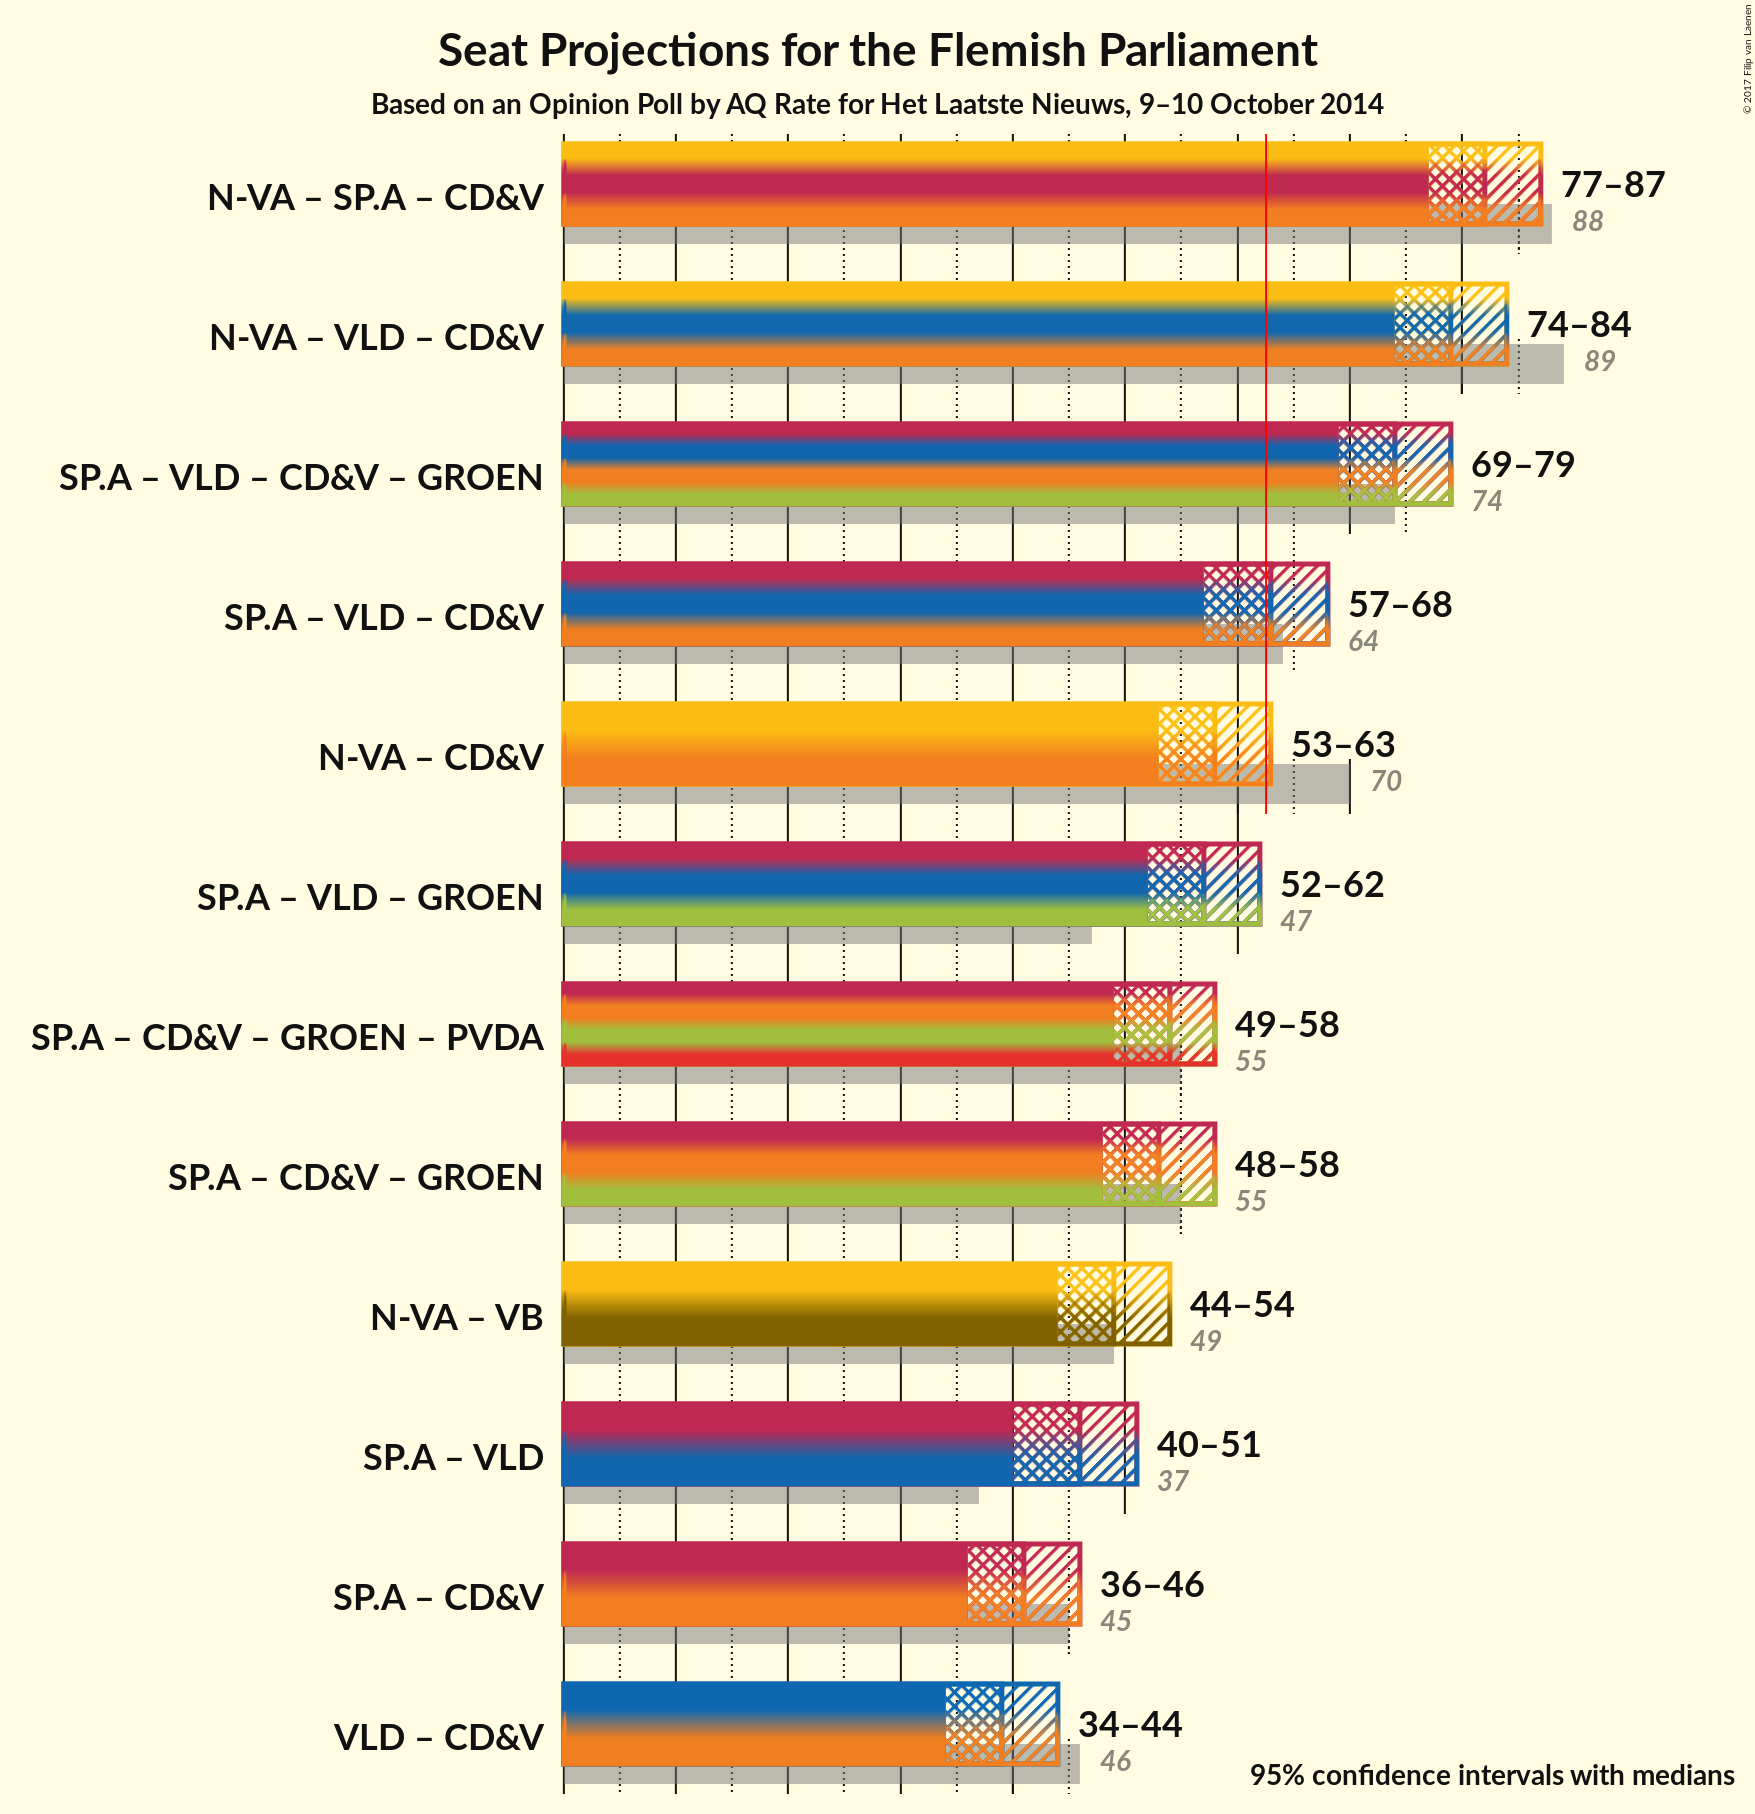 Seat Projections for the Flemish Parliament
Based on an Opinion Poll by AQ Rate for Het Laatste Nieuws, 9–10 October 2014
© 2017 Filip van Laenen
N-VA – SP.A – CD&V
77–87
88
N-VA – VLD – CD&V
74–84
89
SP.A – VLD – CD&V – GROEN
69–79
74
SP.A – VLD – CD&V
57–68
64
N-VA – CD&V
53–63
70
SP.A – VLD – GROEN
52–62
47
SP.A – CD&V – GROEN – PVDA
49–58
55
SP.A – CD&V – GROEN
48–58
55
N-VA – VB
44–54
49
SP.A – VLD
40–51
37
SP.A – CD&V
36–46
45
VLD – CD&V
34–44
46
95% confidence intervals with medians